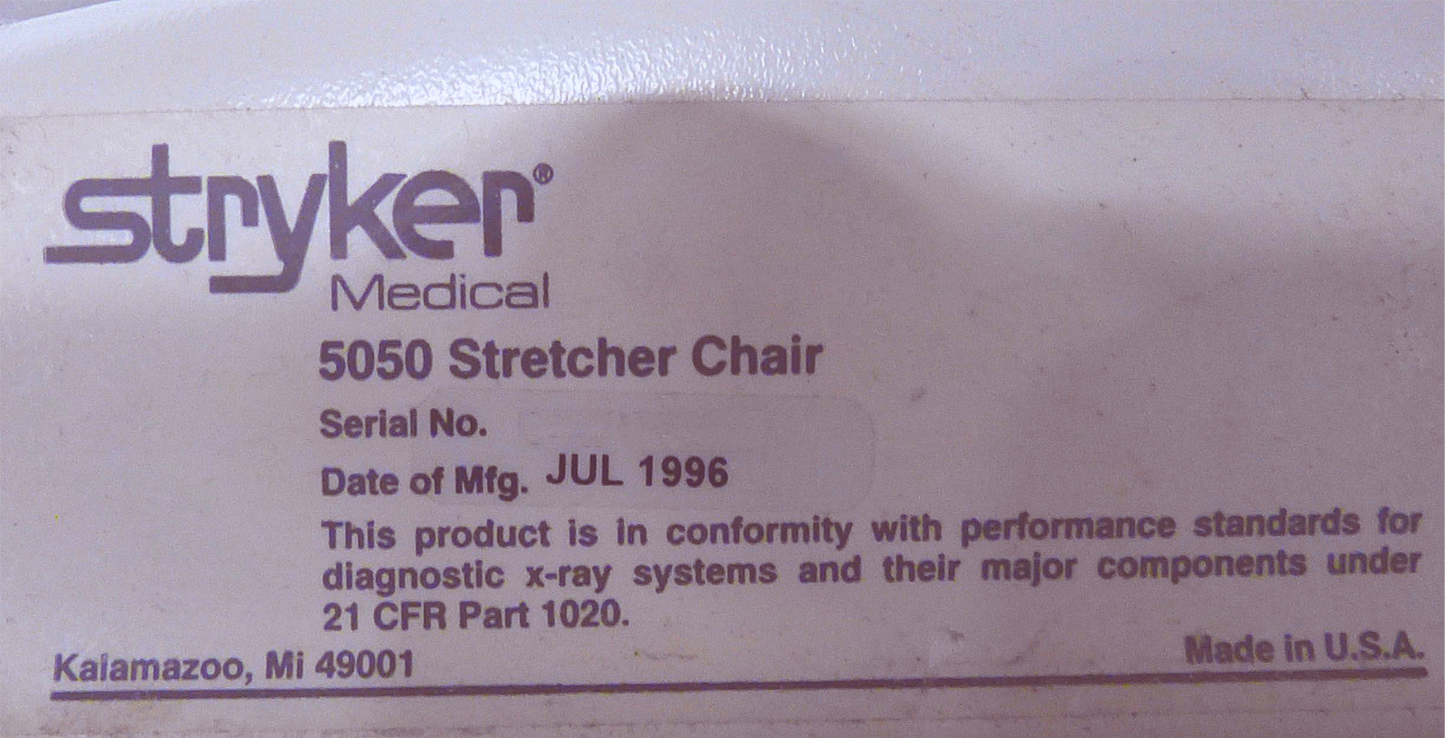 stryker®
Medical
5050 Stretcher Chair
Serial No.
Date of Mfg. JUL 1996
This product is in conformity with performance standards for
diagnostic x-ray systems and their major components under
21 CFR Part 1020.
Kalamazoo, Mi 49001
Made in U.S.A.